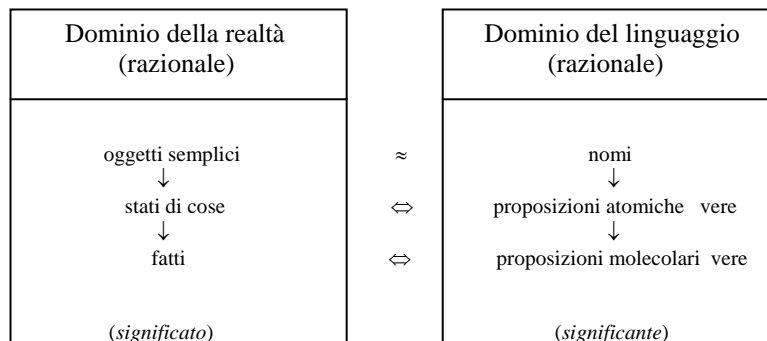 Dominio della realtà
(razionale)
Dominio del linguaggio
(razionale)
oggetti semplici ≈ nomi
↓ ↓
stati di cose ⇔ proposizioni atomiche vere
↓ ↓
fatti ⇔ proposizioni molecolari vere
(significato) (significante)